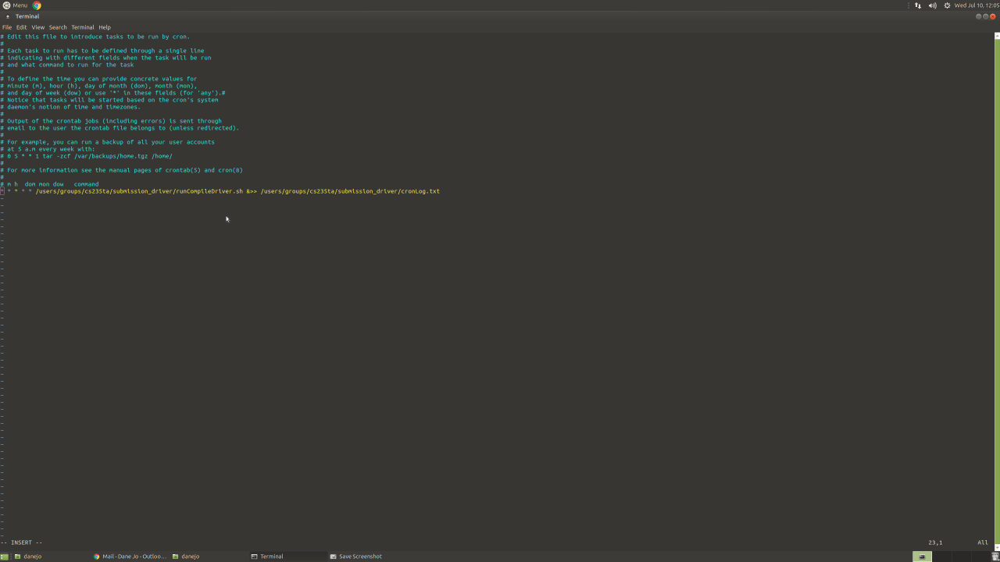 Menu
Wed Jul 10, 12:05
Terminal
File Edit View Search Terminal Help
# Edit this file to introduce tasks to be run by cron.
#
# Each task to run has to be defined through a single line
# indicating with different fields when the task will be run
# and what command to run for the task
#
# To define the time you can provide concrete values for
# minute (m), hour (h), day of month (dom), month (mon),
# and day of week (dow) or use '*' in these fields (for 'any').#
# Notice that tasks will be started based on the cron's system
# daemon's notion of time and timezones.
#
# Output of the crontab jobs (including errors) is sent through
# email to the user the crontab file belongs to (unless redirected).
#
# For example, you can run a backup of all your user accounts
# at 5 a.m every week with:
# 0 5 * * 1 tar -zcf /var/backups/home.tgz /home/
#
# For more information see the manual pages of crontab(5) and cron(8)
#
# m h  dom mon dow   command
* * * * * /users/groups/cs235ta/submission_driver/runCompileDriver.sh &>> /users/groups/cs235ta/submission_driver/cronLog.txt
-- INSERT --
23,1
All
danejo
Mail - Dane Jo - Outloo...
danejo
Terminal
Save Screenshot